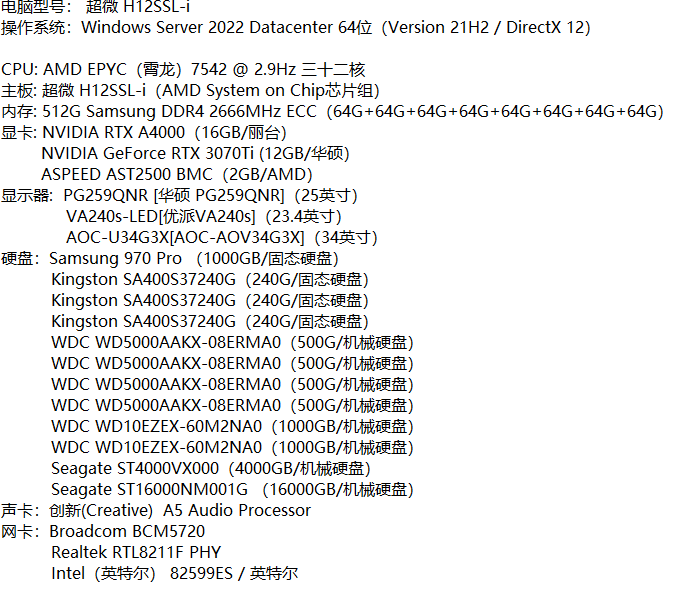 电脑型号： 超微 H12SSL-i
操作系统：Windows Server 2022 Datacenter 64位（Version 21H2 / DirectX 12）
CPU: AMD EPYC（霄龙）7542 @ 2.9Hz 三十二核
主板: 超微 H12SSL-i（AMD System on Chip芯片组）
内存: 512G Samsung DDR4 2666MHz ECC（64G+64G+64G+64G+64G+64G+64G+64G）
显卡: NVIDIA RTX A4000（16GB/丽台）
NVIDIA GeForce RTX 3070Ti (12GB/华硕)
ASPEED AST2500 BMC（2GB/AMD）
显示器: PG259QNR [华硕 PG259QNR]（25英寸）
VA240s-LED[优派VA240s]（23.4英寸）
AOC-U34G3X[AOC-AOV34G3X]（34英寸）
硬盘：Samsung 970 Pro （1000GB/固态硬盘）
Kingston SA400S37240G（240G/固态硬盘）
Kingston SA400S37240G（240G/固态硬盘）
Kingston SA400S37240G（240G/固态硬盘）
WDC WD5000AAKX-08ERMA0（500G/机械硬盘）
WDC WD5000AAKX-08ERMA0（500G/机械硬盘）
WDC WD5000AAKX-08ERMA0（500G/机械硬盘）
WDC WD5000AAKX-08ERMA0（500G/机械硬盘）
WDC WD10EZEX-60M2NA0（1000GB/机械硬盘）
WDC WD10EZEX-60M2NA0（1000GB/机械硬盘）
Seagate ST4000VX000（4000GB/机械硬盘）
Seagate ST16000NM001G （16000GB/机械硬盘）
声卡：创新(Creative) A5 Audio Processor
网卡：Broadcom BCM5720
Realtek RTL8211F PHY
Intel（英特尔） 82599ES / 英特尔